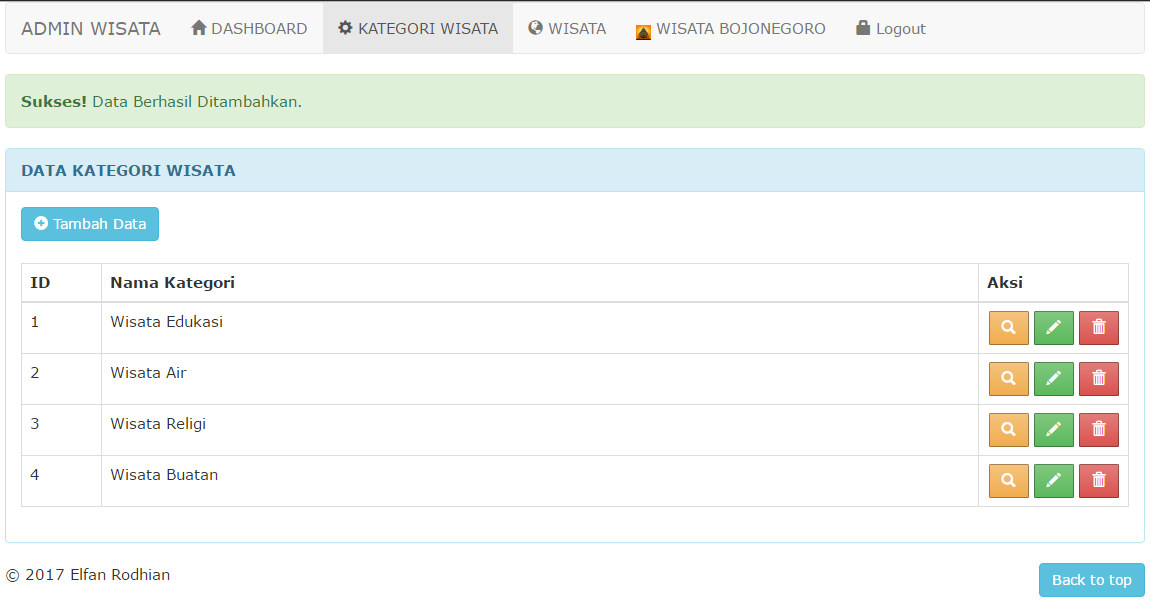 ADMIN WISATA DASHBOARD KATEGORI WISATA WISATA WISATA BOJONEGORO Logout
Sukses! Data Berhasil Ditambahkan.
DATA KATEGORI WISATA
Tambah Data
ID Nama Kategori Aksi
1 Wisata Edukasi
2 Wisata Air
3 Wisata Religi
4 Wisata Buatan
© 2017 Elfan Rodhian Back to top